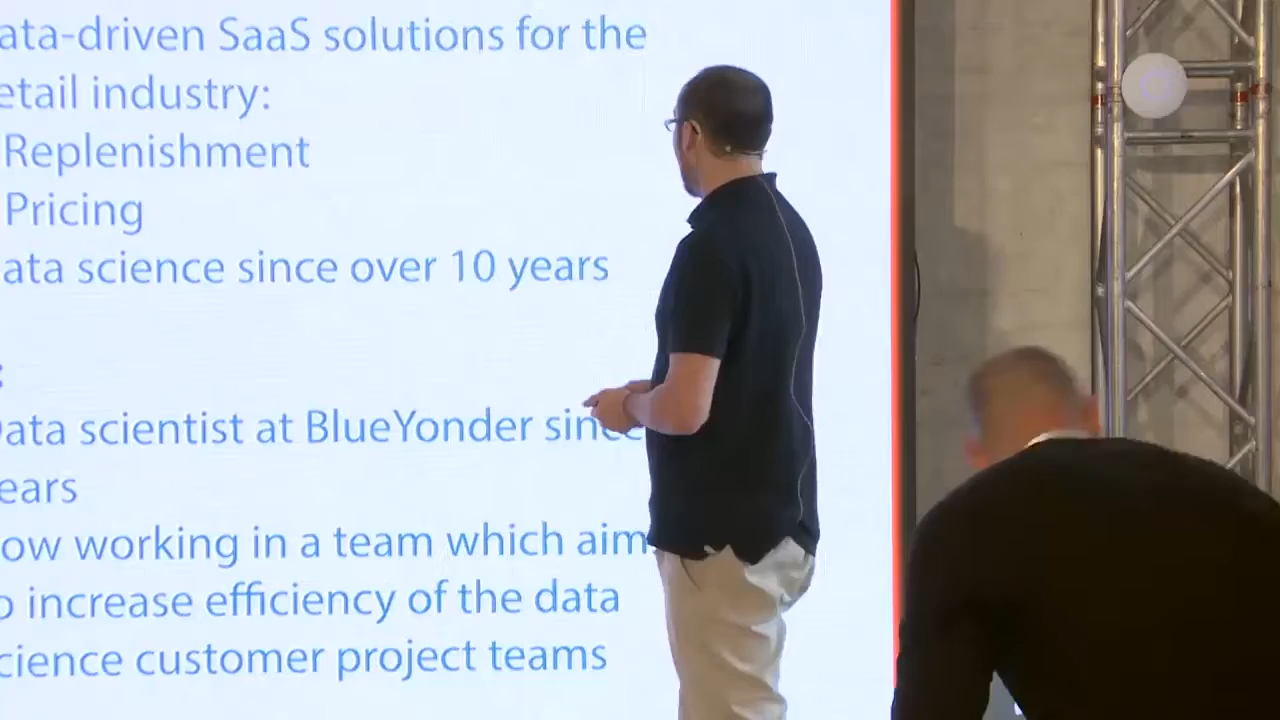 ata-driven SaaS solutions for the
etail industry:
Replenishment
Pricing
ata science since over 10 years
:
ata scientist at BlueYonder since
ears
ow working in a team which aim
o increase efficiency of the data
cience customer project teams